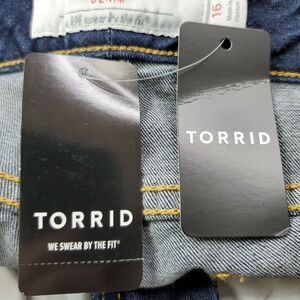 DENIM
We swear by the fit®
16
TORRID
TORRID
WE SWEAR BY THE FIT®